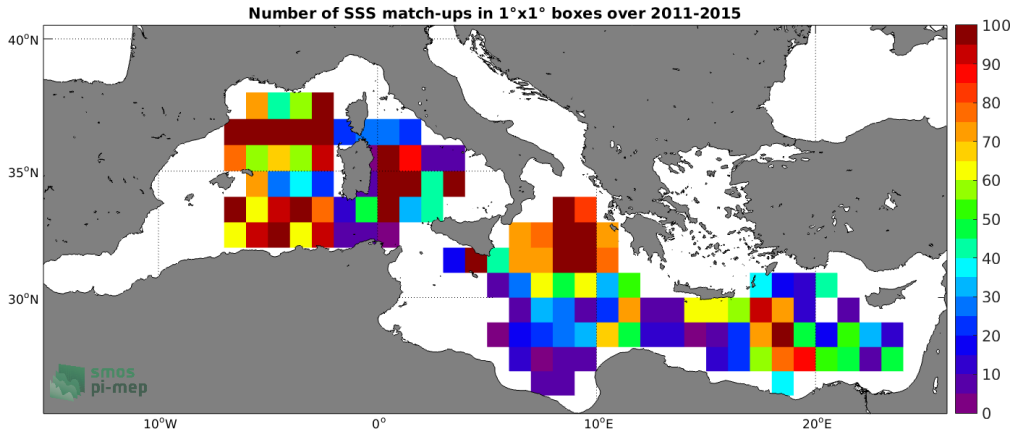 Number of SSS match-ups in 1°x1° boxes over 2011-2015
40°N
35°N
30°N
10°W
0°
10°E
20°E
100
90
80
70
60
50
40
30
20
10
0
smos
pi-mep